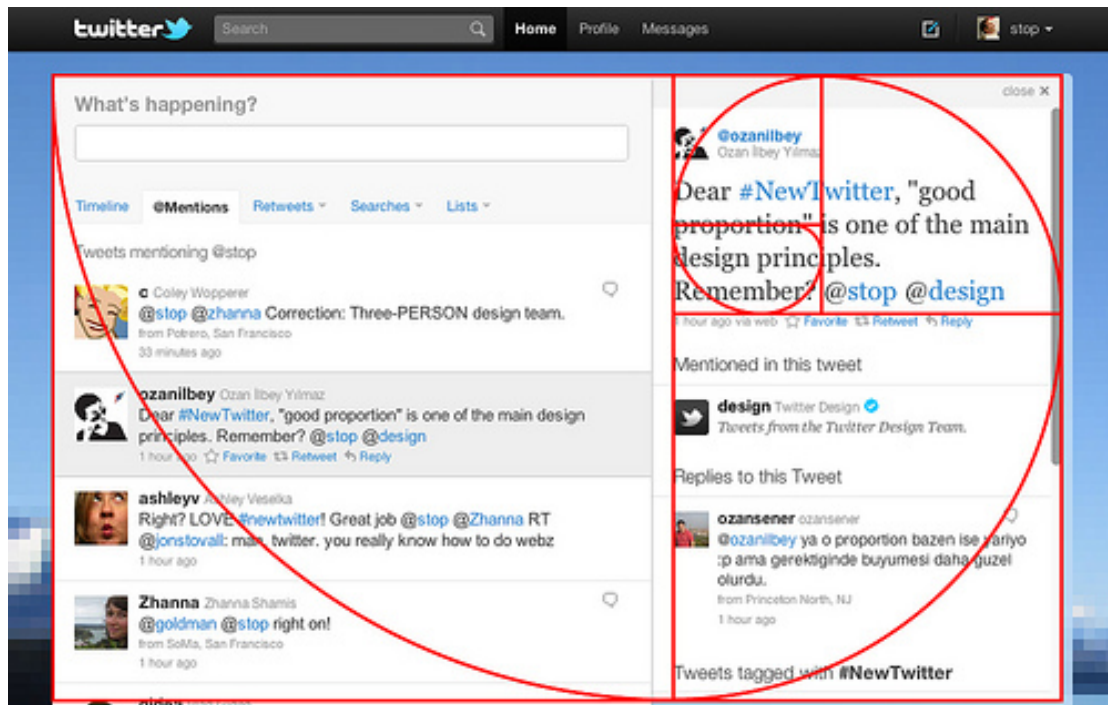 twitter
Search
Home Profile Messages
stop
What's happening?
Timeline @Mentions Retweets Searches Lists
Tweets mentioning @stop
c Coley Wopperer
@stop @zhanna Correction: Three-PERSON design team.
from Potrero, San Francisco
33 minutes ago
ozanilbey Ozan İlbey Yılmaz
Dear #NewTwitter, "good proportion" is one of the main design
principles. Remember? @stop @design
1 hour ago Favorite Retweet Reply
ashleyv Ashley Veselka
Right? LOVE #newtwitter! Great job @stop @Zhanna RT
@jonstovall: man, twitter. you really know how to do webz
1 hour ago
Zhanna Zhanna Shamis
@goldman @stop right on!
from SoMa, San Francisco
1 hour ago
close x
@ozanilbey
Ozan İlbey Yılmaz
Dear #NewTwitter, "good
proportion" is one of the main
design principles.
Remember? @stop @design
1 hour ago via web Favorite Retweet Reply
Mentioned in this tweet
design Twitter Design
Tweets from the Twitter Design Team.
Replies to this Tweet
ozansener ozansener
@ozanilbey ya o proportion bazen ise yariyo
:p ama gerektiginde buyumesi daha guzel
olurdu.
from Princeton North, NJ
1 hour ago
Tweets tagged with #NewTwitter